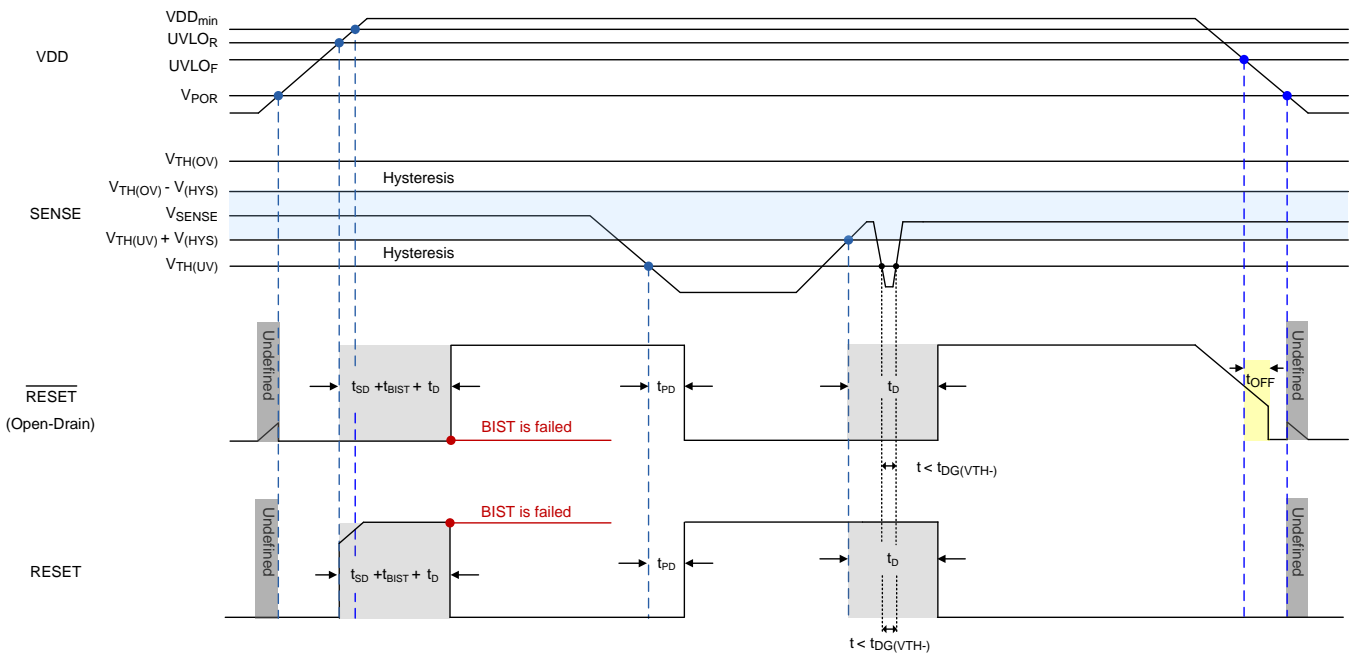 VDDmin
UVLOR
VDD
UVLOF
VPOR
VTH(OV)
Hysteresis
VTH(OV) - V(HYS)
SENSE
VSENSE
VTH(UV) + V(HYS)
Hysteresis
VTH(UV)
Undefined
Undefined
RESET
(Open-Drain)
tSD +tBIST + tD
tPD
tD
tOFF
BIST is failed
t < tDG(VTH-)
Undefined
Undefined
BIST is failed
RESET
tSD +tBIST + tD
tPD
tD
t < tDG(VTH-)